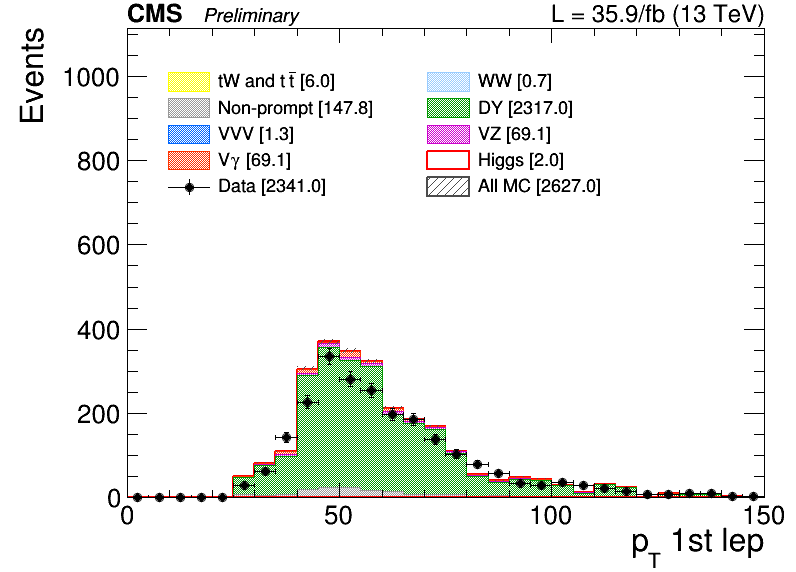 CMS Preliminary L = 35.9/fb (13 TeV)
Events
1000
800
600
400
200
0
tW and tt̄ [6.0] WW [0.7]
Non-prompt [147.8] DY [2317.0]
VVV [1.3] VZ [69.1]
Vγ [69.1] Higgs [2.0]
Data [2341.0] All MC [2627.0]
0 50 100 150
p_T 1st lep